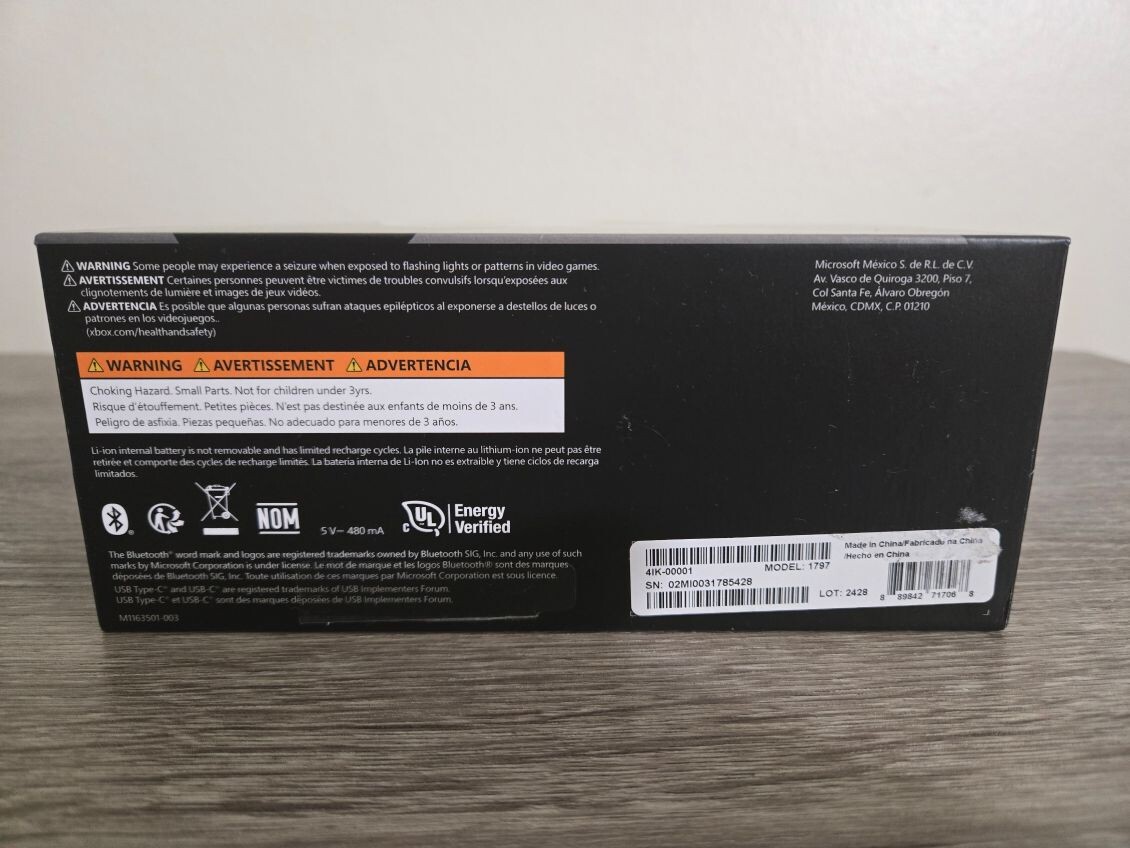 ⚠ WARNING Some people may experience a seizure when exposed to flashing lights or patterns in video games.
⚠ AVERTISSEMENT Certaines personnes peuvent être victimes de troubles convulsifs lorsqu'exposées aux
clignotements de lumière et images de jeux vidéos.
⚠ ADVERTENCIA Es posible que algunas personas sufran ataques epilépticos al exponerse a destellos de luces o
patrones en los videojuegos..
(xbox.com/healthandsafety)
⚠ WARNING ⚠ AVERTISSEMENT ⚠ ADVERTENCIA
Choking Hazard. Small Parts. Not for children under 3yrs.
Risque d'étouffement. Petites pièces. N'est pas destinée aux enfants de moins de 3 ans.
Peligro de asfixia. Piezas pequeñas. No adecuado para menores de 3 años.
Li-ion internal battery is not removable and has limited recharge cycles. La pile interne au lithium-ion ne peut pas être
retirée et comporte des cycles de recharge limités. La batería interna de Li-Ion no es extraíble y tiene ciclos de recarga
limitados.
NOM
5 V⎓ 480 mA
c UL Energy
Verified
The Bluetooth® word mark and logos are registered trademarks owned by Bluetooth SIG, Inc. and any use of such
marks by Microsoft Corporation is under license. Le mot de marque et les logos Bluetooth® sont des marques
déposées de Bluetooth SIG, Inc. Toute utilisation de ces marques par Microsoft Corporation est sous licence.
USB Type-C® and USB-C® are registered trademarks of USB Implementers Forum.
USB Type-C® et USB-C® sont des marques déposées de USB Implementers Forum.
M1163501-003
Microsoft México S. de R.L. de C.V.
Av. Vasco de Quiroga 3200, Piso 7,
Col Santa Fe, Álvaro Obregón
México, CDMX, C.P. 01210
Made in China/Fabricado na China
/Hecho en China
4IK-00001
MODEL: 1797
SN: 02MI0031785428
LOT: 2428
8 89842 71706 8